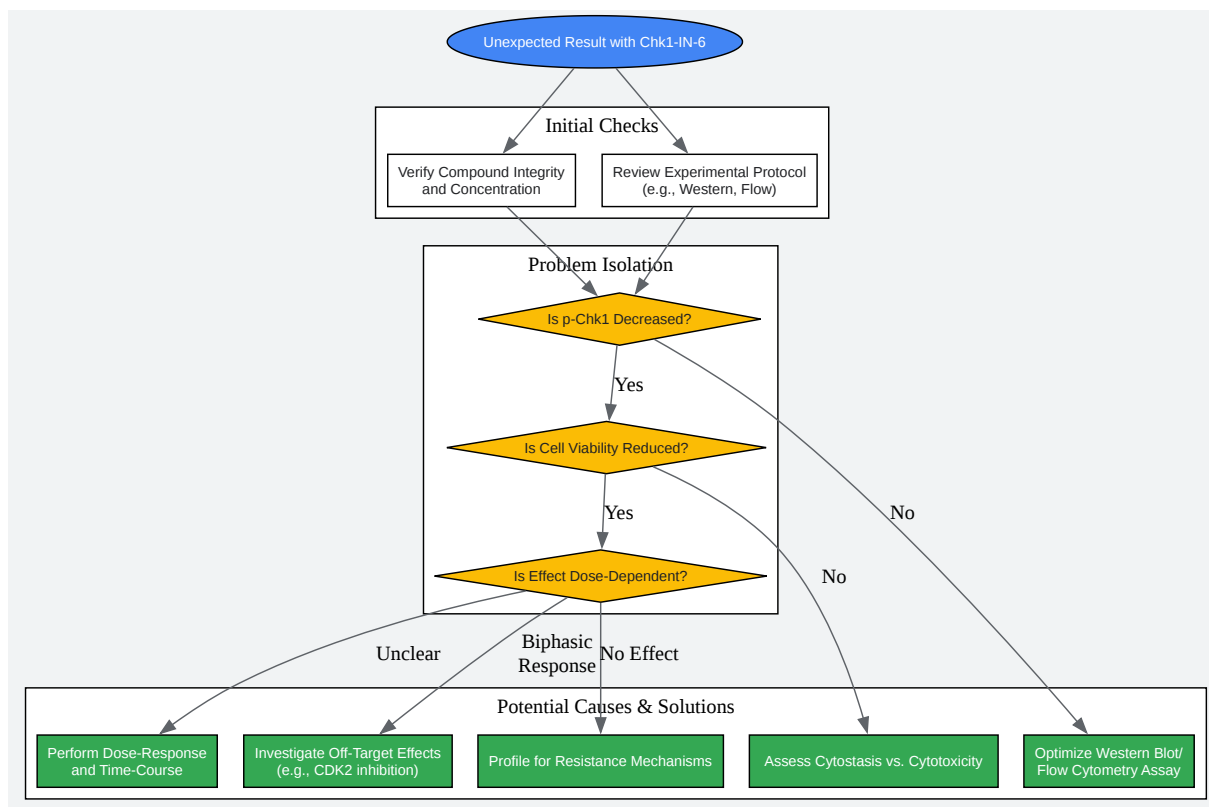 Unexpected Result with Chk1-IN-6
Initial Checks
Verify Compound Integrity
and Concentration
Review Experimental Protocol
(e.g., Western, Flow)
Problem Isolation
Is p-Chk1 Decreased?
Yes
Is Cell Viability Reduced?
Yes
No
Is Effect Dose-Dependent?
No
Unclear
Biphasic
Response
No Effect
Potential Causes & Solutions
Perform Dose-Response
and Time-Course
Investigate Off-Target Effects
(e.g., CDK2 inhibition)
Profile for Resistance Mechanisms
Assess Cytostasis vs. Cytotoxicity
Optimize Western Blot/
Flow Cytometry Assay